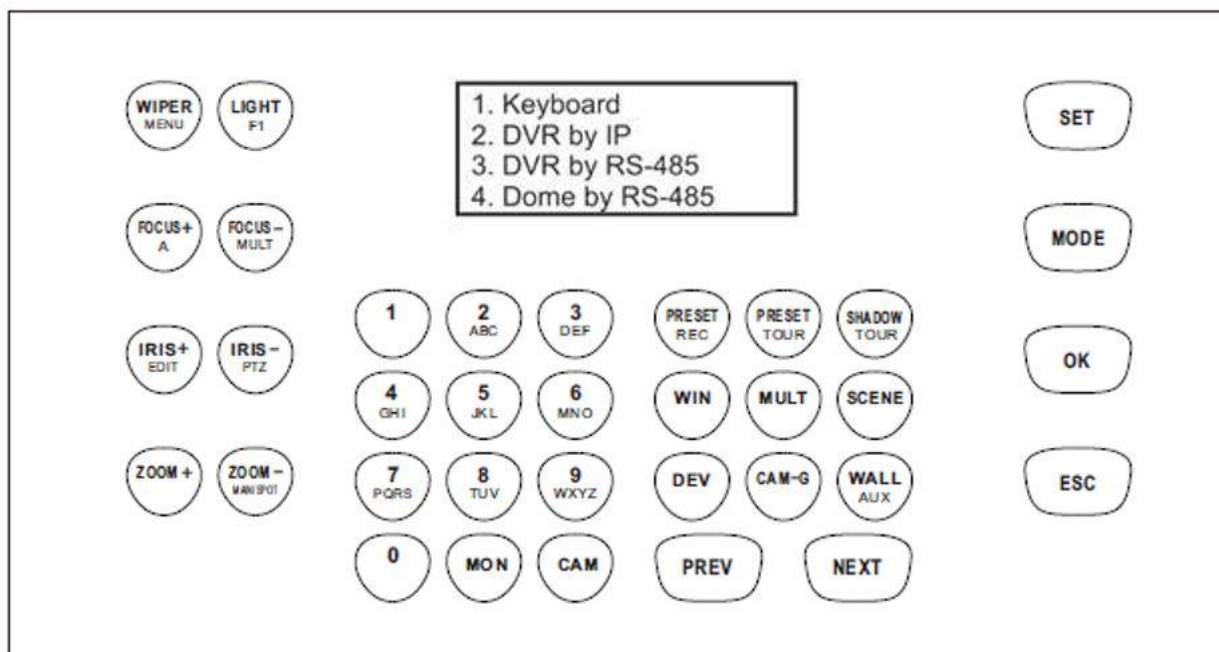 WIPER
MENU
LIGHT
F1
1. Keyboard
2. DVR by IP
3. DVR by RS-485
4. Dome by RS-485
SET
FOCUS+
A
FOCUS–
MULT
MODE
IRIS+
EDIT
IRIS–
PTZ
1
2
ABC
3
DEF
PRESET
REC
PRESET
TOUR
SHADOW
TOUR
OK
4
GHI
5
JKL
6
MNO
WIN
MULT
SCENE
ZOOM+
ZOOM–
MAN/SPOT
7
PQRS
8
TUV
9
WXYZ
DEV
CAM-G
WALL
AUX
ESC
0
MON
CAM
PREV
NEXT